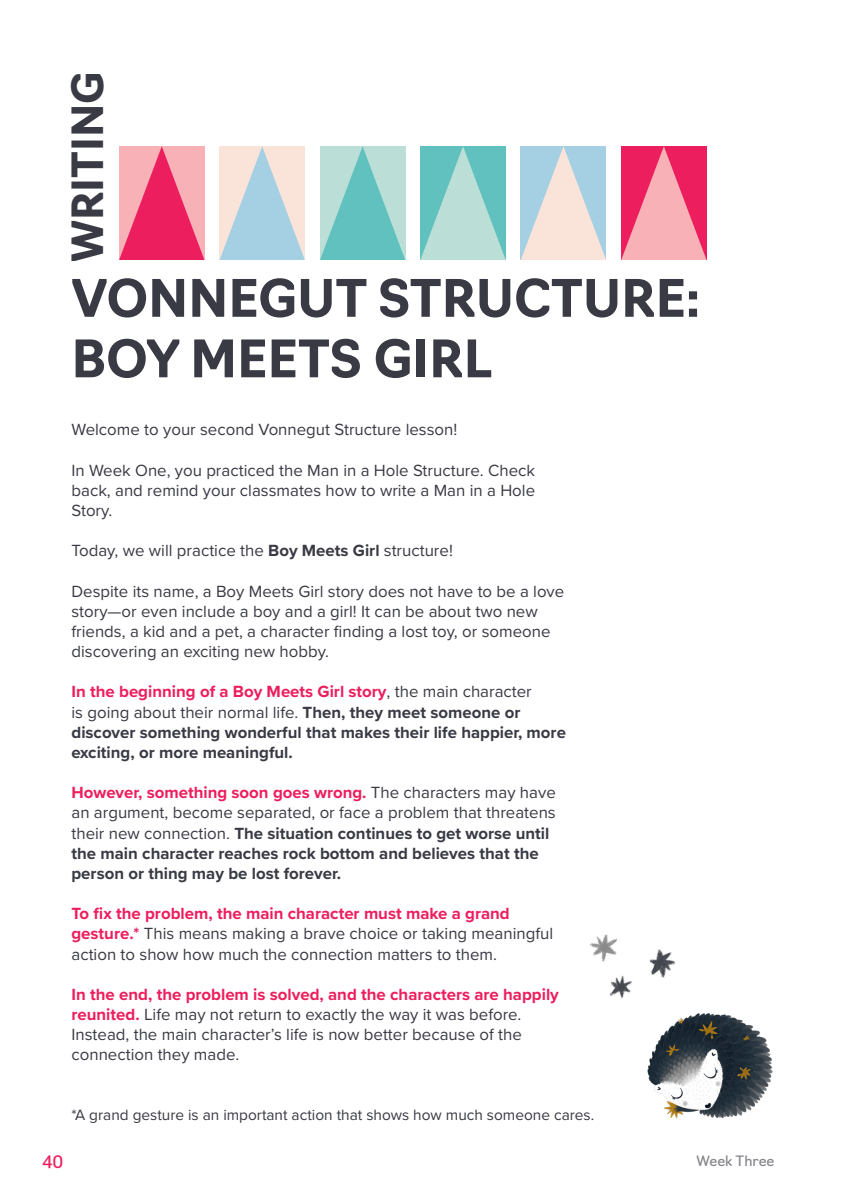 WRITING
VONNEGUT STRUCTURE:
BOY MEETS GIRL
Welcome to your second Vonnegut Structure lesson!
In Week One, you practiced the Man in a Hole Structure. Check
back, and remind your classmates how to write a Man in a Hole
Story.
Today, we will practice the Boy Meets Girl structure!
Despite its name, a Boy Meets Girl story does not have to be a love
story—or even include a boy and a girl! It can be about two new
friends, a kid and a pet, a character finding a lost toy, or someone
discovering an exciting new hobby.
In the beginning of a Boy Meets Girl story, the main character
is going about their normal life. Then, they meet someone or
discover something wonderful that makes their life happier, more
exciting, or more meaningful.
However, something soon goes wrong. The characters may have
an argument, become separated, or face a problem that threatens
their new connection. The situation continues to get worse until
the main character reaches rock bottom and believes that the
person or thing may be lost forever.
To fix the problem, the main character must make a grand
gesture.* This means making a brave choice or taking meaningful
action to show how much the connection matters to them.
In the end, the problem is solved, and the characters are happily
reunited. Life may not return to exactly the way it was before.
Instead, the main character’s life is now better because of the
connection they made.
*A grand gesture is an important action that shows how much someone cares.
40
Week Three